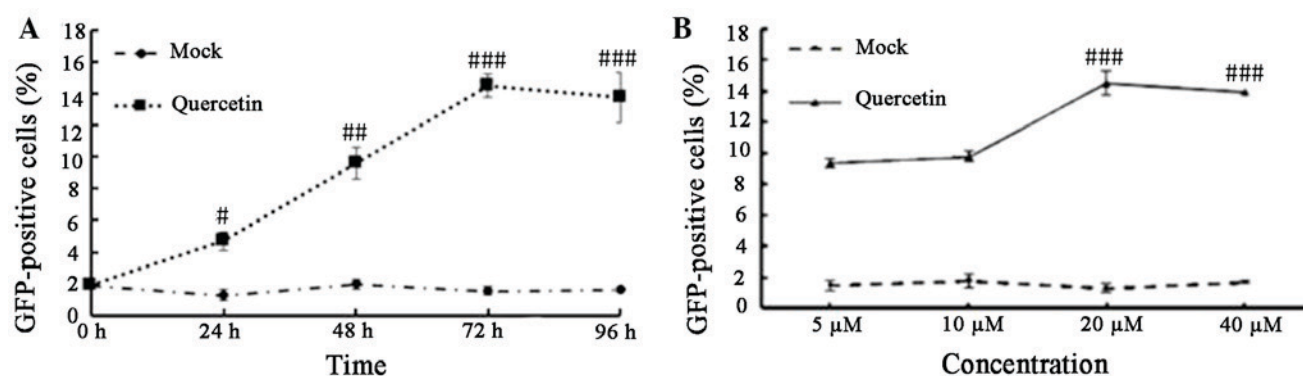 A
GFP-positive cells (%)
18
16
14
12
10
8
6
4
2
0
Mock
Quercetin
#
##
###
###
0 h 24 h 48 h 72 h 96 h
Time
B
GFP-positive cells (%)
18
16
14
12
10
8
6
4
2
0
Mock
Quercetin
###
###
5 µM 10 µM 20 µM 40 µM
Concentration